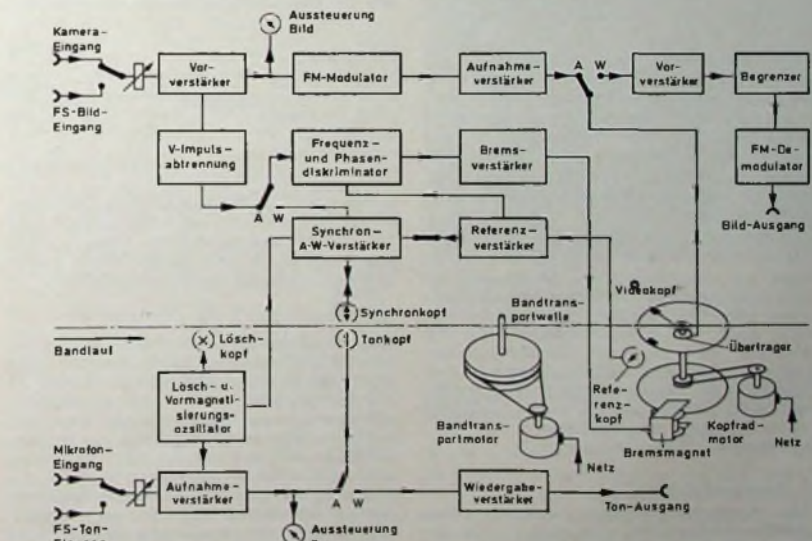 Kamera-
Eingang
FS-Bild-
Eingang
Vor-
verstärker
Aussteuerung
Bild
FM-Modulator
Aufnahme-
verstärker
A W
Vor-
verstärker
Begrenzer
V-Impuls-
abtrennung
Frequenz-
und Phasen-
diskriminator
Brems-
verstärker
FM-De-
modulator
Bild-Ausgang
A W
Synchron-
A-W-Verstärker
Referenz-
verstärker
Synchronkopf
Bandlauf
Lösch-
kopf
Tonkopf
Bandtrans-
portwelle
Videokopf
Übertrager
Referenz-
kopf
Lösch- u.
Vormagneti-
sierungs-
oszillator
Bandtrans-
portmotor
Netz
Bremsmagnet
Kopfrad-
motor
Netz
Mikrofon-
Eingang
FS-Ton-
Aufnahme-
verstärker
A W
Aussteuerung
Wiedergabe-
verstärker
Ton-Ausgang